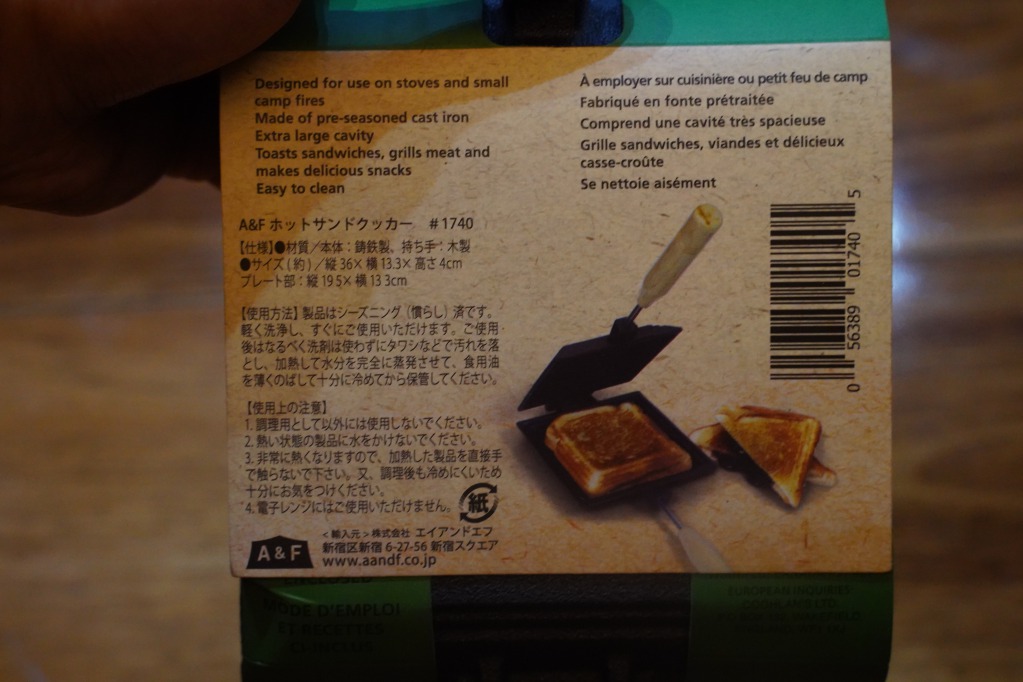 Designed for use on stoves and small
camp fires
Made of pre-seasoned cast iron
Extra large cavity
Toasts sandwiches, grills meat and
makes delicious snacks
Easy to clean
À employer sur cuisinière ou petit feu de camp
Fabriqué en fonte prétraitée
Comprend une cavité très spacieuse
Grille sandwiches, viandes et délicieux
casse-croûte
Se nettoie aisément
A&F ホットサンドクッカー #1740
【仕様】●材質/本体:鋳鉄製、持ち手:木製
●サイズ(約)/縦36×横13.3×高さ4cm
プレート部:縦19.5×横13.3cm
【使用方法】製品はシーズニング(慣らし)済です。
軽く洗浄し、すぐにご使用いただけます。ご使用
後はなるべく洗剤は使わずにタワシなどで汚れを落
とし、加熱して水分を完全に蒸発させて、食用油
を薄くのばして十分に冷めてから保管してください。
【使用上の注意】
1. 調理用として以外には使用しないでください。
2. 熱い状態の製品に水をかけないでください。
3. 非常に熱くなりますので、加熱した製品を直接手
で触らないで下さい。又、調理後も冷めにくいため
十分にお気をつけください。
4. 電子レンジにはご使用いただけません。
紙
A & F
<輸入元>株式会社 エイアンドエフ
新宿区新宿 6-27-56 新宿スクエア
www.aandf.co.jp
0 56389 01740 5
MODE D'EMPLOI
ET RECETTES
CI-INCLUS
EUROPEAN INQUIRIES: